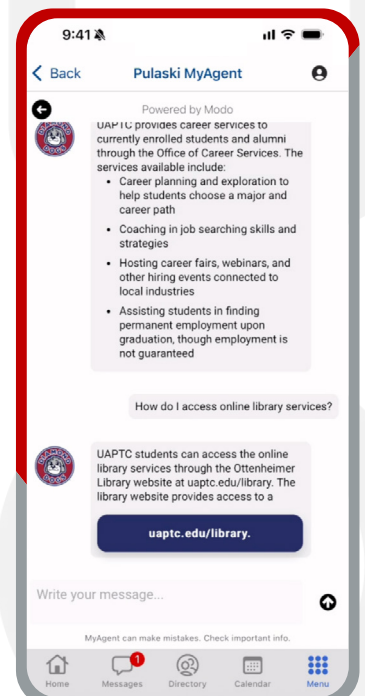 9:41
Back
Pulaski MyAgent
Powered by Modo
UAPTC provides career services to
currently enrolled students and alumni
through the Office of Career Services. The
services available include:
• Career planning and exploration to
help students choose a major and
career path
• Coaching in job searching skills and
strategies
• Hosting career fairs, webinars, and
other hiring events connected to
local industries
• Assisting students in finding
permanent employment upon
graduation, though employment is
not guaranteed
How do I access online library services?
UAPTC students can access the online
library services through the Ottenheimer
Library website at uaptc.edu/library. The
library website provides access to a
uaptc.edu/library.
Write your message...
MyAgent can make mistakes. Check important info.
1
Home
Messages
Directory
Calendar
Menu